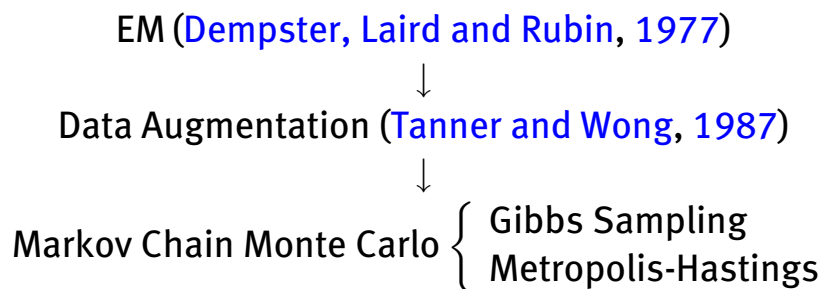 EM (Dempster, Laird and Rubin, 1977)
↓
Data Augmentation (Tanner and Wong, 1987)
↓
Markov Chain Monte Carlo { Gibbs Sampling
Metropolis-Hastings